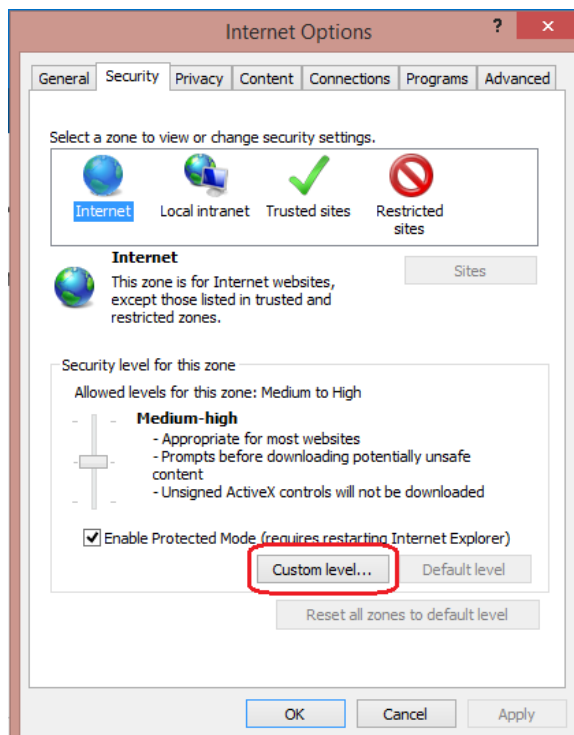 Internet Options
?
×
General Security Privacy Content Connections Programs Advanced
Select a zone to view or change security settings.
Internet Local intranet Trusted sites Restricted sites
Internet
This zone is for Internet websites,
except those listed in trusted and
restricted zones.
Sites
Security level for this zone
Allowed levels for this zone: Medium to High
Medium-high
- Appropriate for most websites
- Prompts before downloading potentially unsafe
content
- Unsigned ActiveX controls will not be downloaded
Enable Protected Mode (requires restarting Internet Explorer)
Custom level... Default level
Reset all zones to default level
OK Cancel Apply